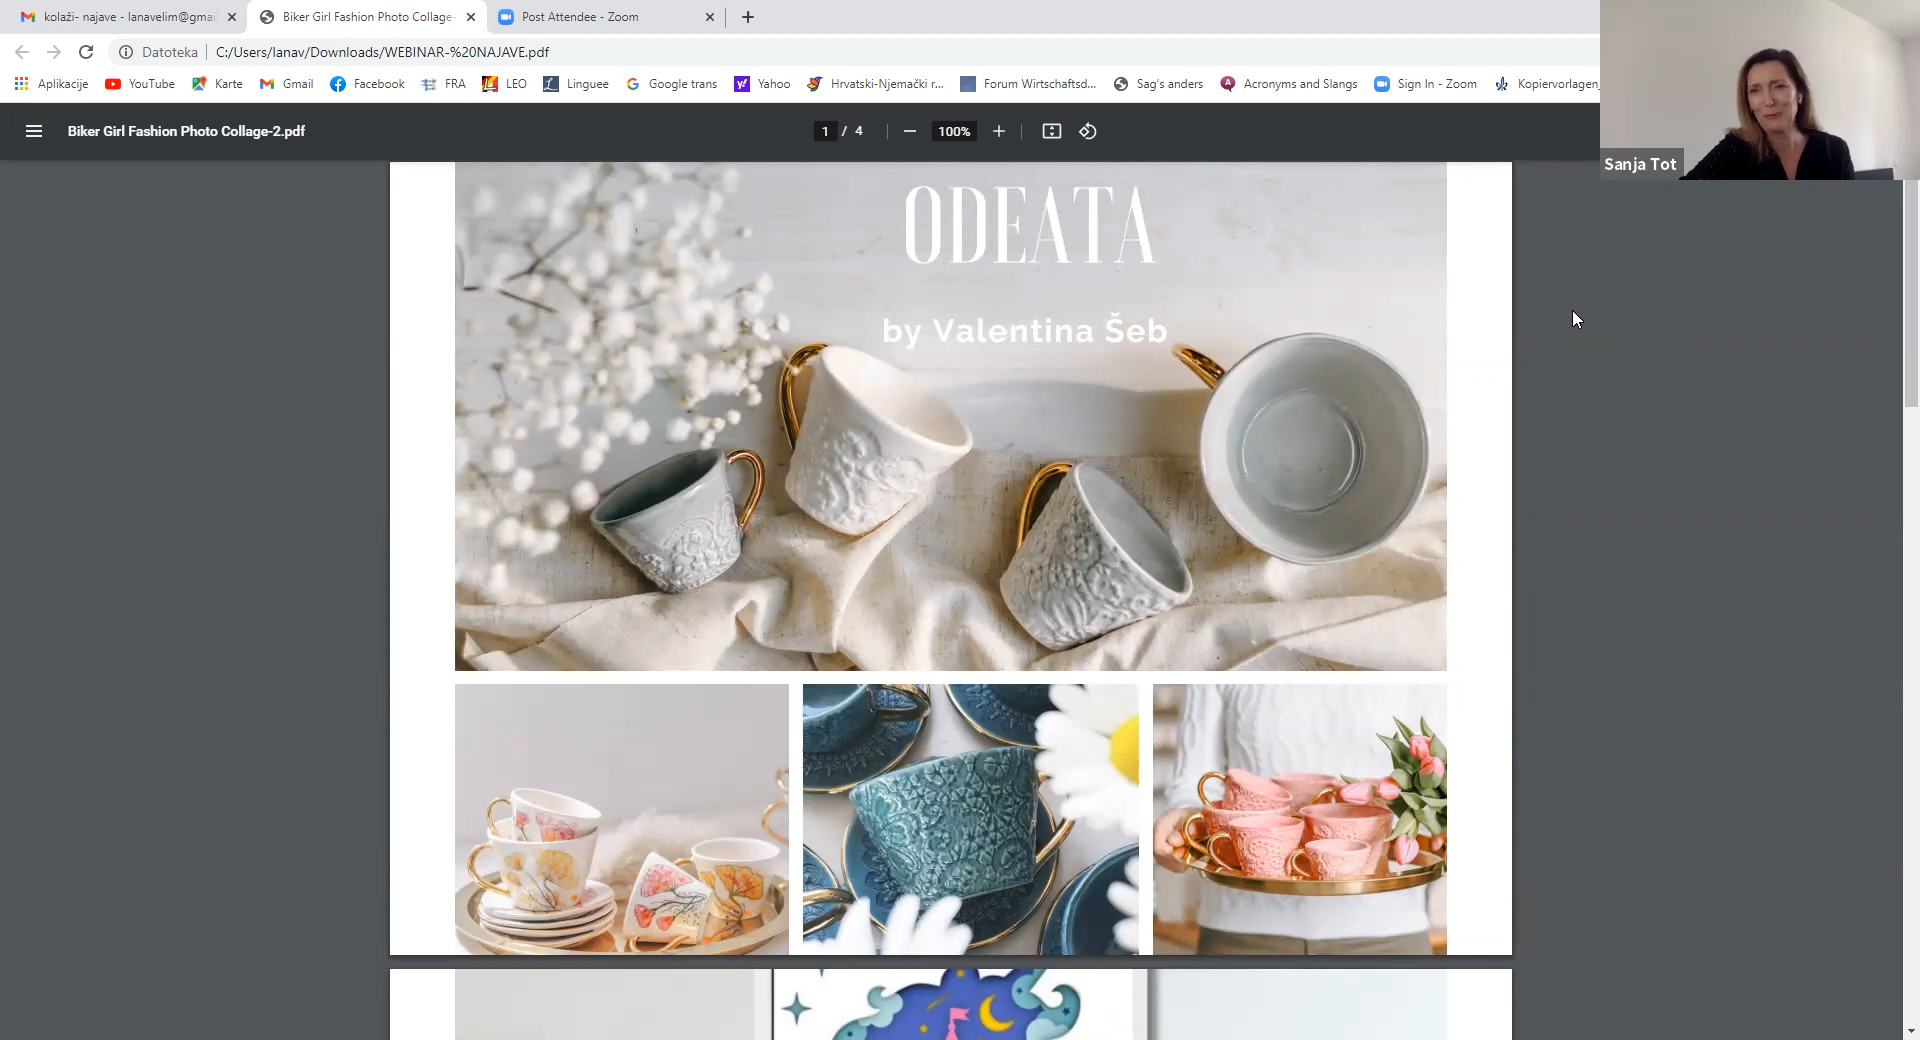 kolaži- najave - lanavelim@gmai
Biker Girl Fashion Photo Collage-
Post Attendee - Zoom
Datoteka
C:/Users/lanav/Downloads/WEBINAR-%20NAJAVE.pdf
Aplikacije
YouTube
Karte
Gmail
Facebook
FRA
LEO
Linguee
Google trans
Yahoo
Hrvatski-Njemački r...
Forum Wirtschaftsd...
Sag's anders
Acronyms and Slangs
Sign In - Zoom
Kopiervorlagen
Biker Girl Fashion Photo Collage-2.pdf
1 / 4
100%
Sanja Tot
ODEATA
by Valentina Šeb